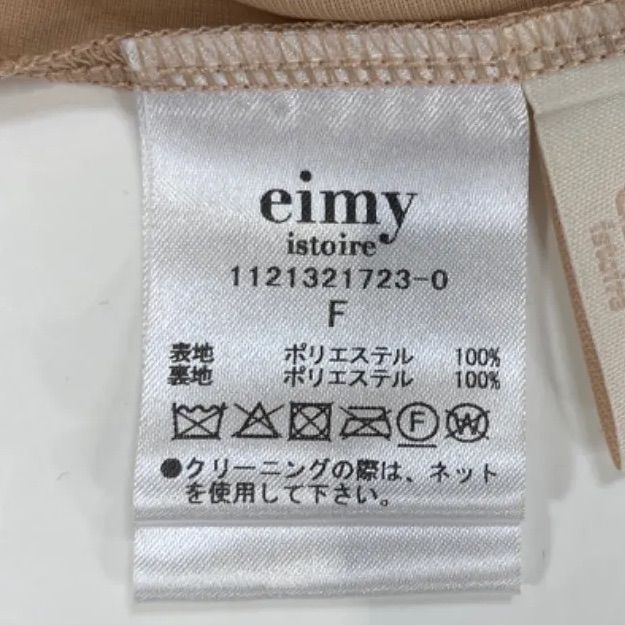 eimy
istoire
1121321723-0
F
表地 ポリエステル 100%
裏地 ポリエステル 100%
F W
●クリーニングの際は、ネット
を使用して下さい。
istoire